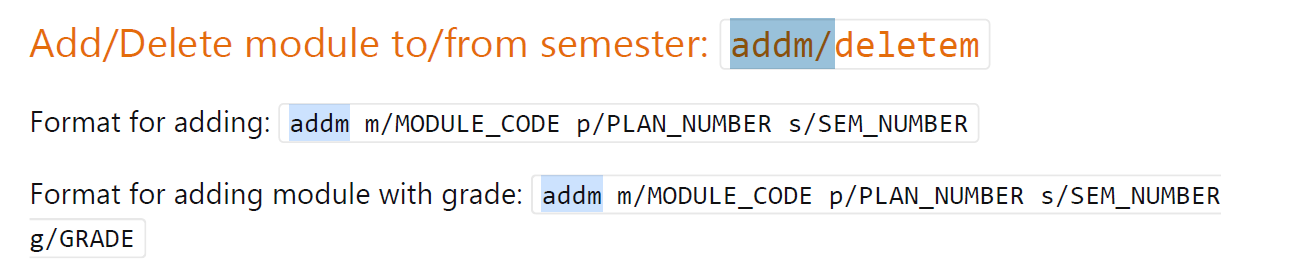 Add/Delete module to/from semester: addm/deletem
Format for adding: addm m/MODULE_CODE p/PLAN_NUMBER s/SEM_NUMBER
Format for adding module with grade: addm m/MODULE_CODE p/PLAN_NUMBER s/SEM_NUMBER
g/GRADE